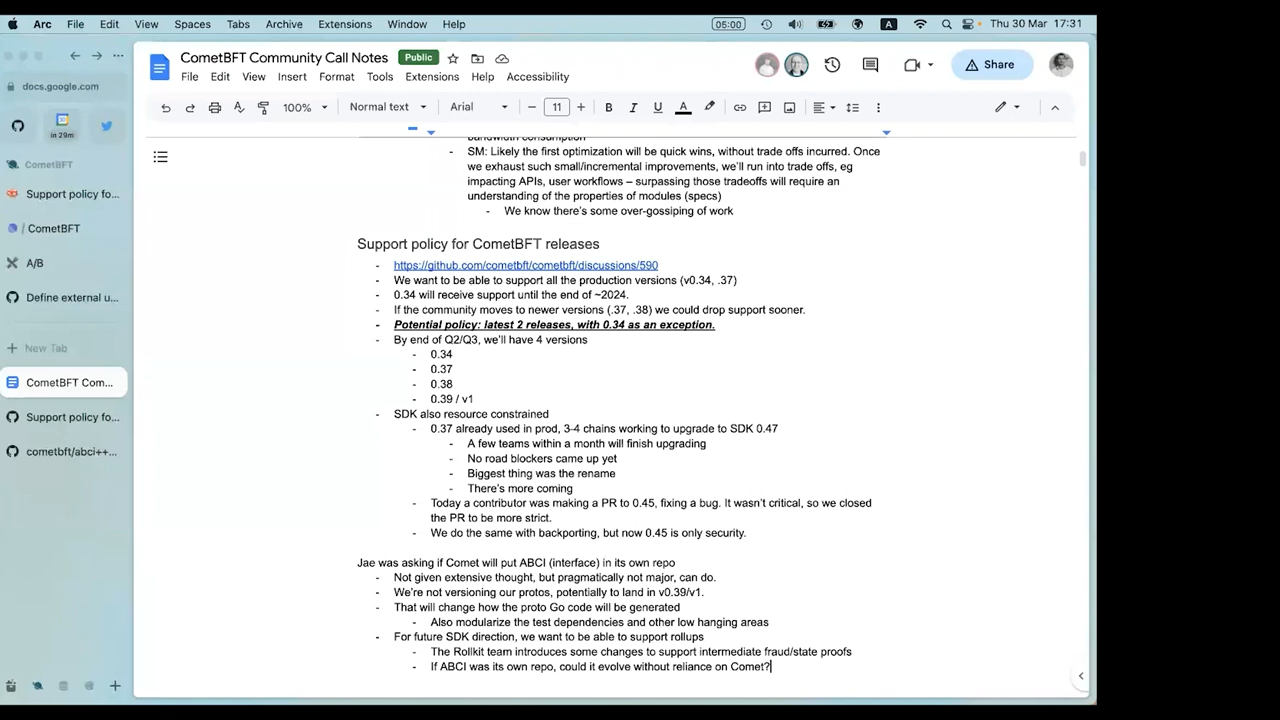 Arc File Edit View Spaces Tabs Archive Extensions Window Help 05:00 A Thu 30 Mar 17:31
docs.google.com
in 29m
CometBFT
Support policy fo...
/ CometBFT
A/B
Define external u...
New Tab
CometBFT Com...
Support policy fo...
cometbft/abci++...
CometBFT Community Call Notes Public
File Edit View Insert Format Tools Extensions Help Accessibility
Share
100% Normal text Arial 11 B I U A
bandwidth consumption
- SM: Likely the first optimization will be quick wins, without trade offs incurred. Once
we exhaust such small/incremental improvements, we'll run into trade offs, eg
impacting APIs, user workflows – surpassing those tradeoffs will require an
understanding of the properties of modules (specs)
- We know there's some over-gossiping of work
Support policy for CometBFT releases
- https://github.com/cometbft/cometbft/discussions/590
- We want to be able to support all the production versions (v0.34, .37)
- 0.34 will receive support until the end of ~2024.
- If the community moves to newer versions (.37, .38) we could drop support sooner.
- Potential policy: latest 2 releases, with 0.34 as an exception.
- By end of Q2/Q3, we'll have 4 versions
- 0.34
- 0.37
- 0.38
- 0.39 / v1
- SDK also resource constrained
- 0.37 already used in prod, 3-4 chains working to upgrade to SDK 0.47
- A few teams within a month will finish upgrading
- No road blockers came up yet
- Biggest thing was the rename
- There's more coming
- Today a contributor was making a PR to 0.45, fixing a bug. It wasn't critical, so we closed
the PR to be more strict.
- We do the same with backporting, but now 0.45 is only security.
Jae was asking if Comet will put ABCI (interface) in its own repo
- Not given extensive thought, but pragmatically not major, can do.
- We're not versioning our protos, potentially to land in v0.39/v1.
- That will change how the proto Go code will be generated
- Also modularize the test dependencies and other low hanging areas
- For future SDK direction, we want to be able to support rollups
- The Rollkit team introduces some changes to support intermediate fraud/state proofs
- If ABCI was its own repo, could it evolve without reliance on Comet?